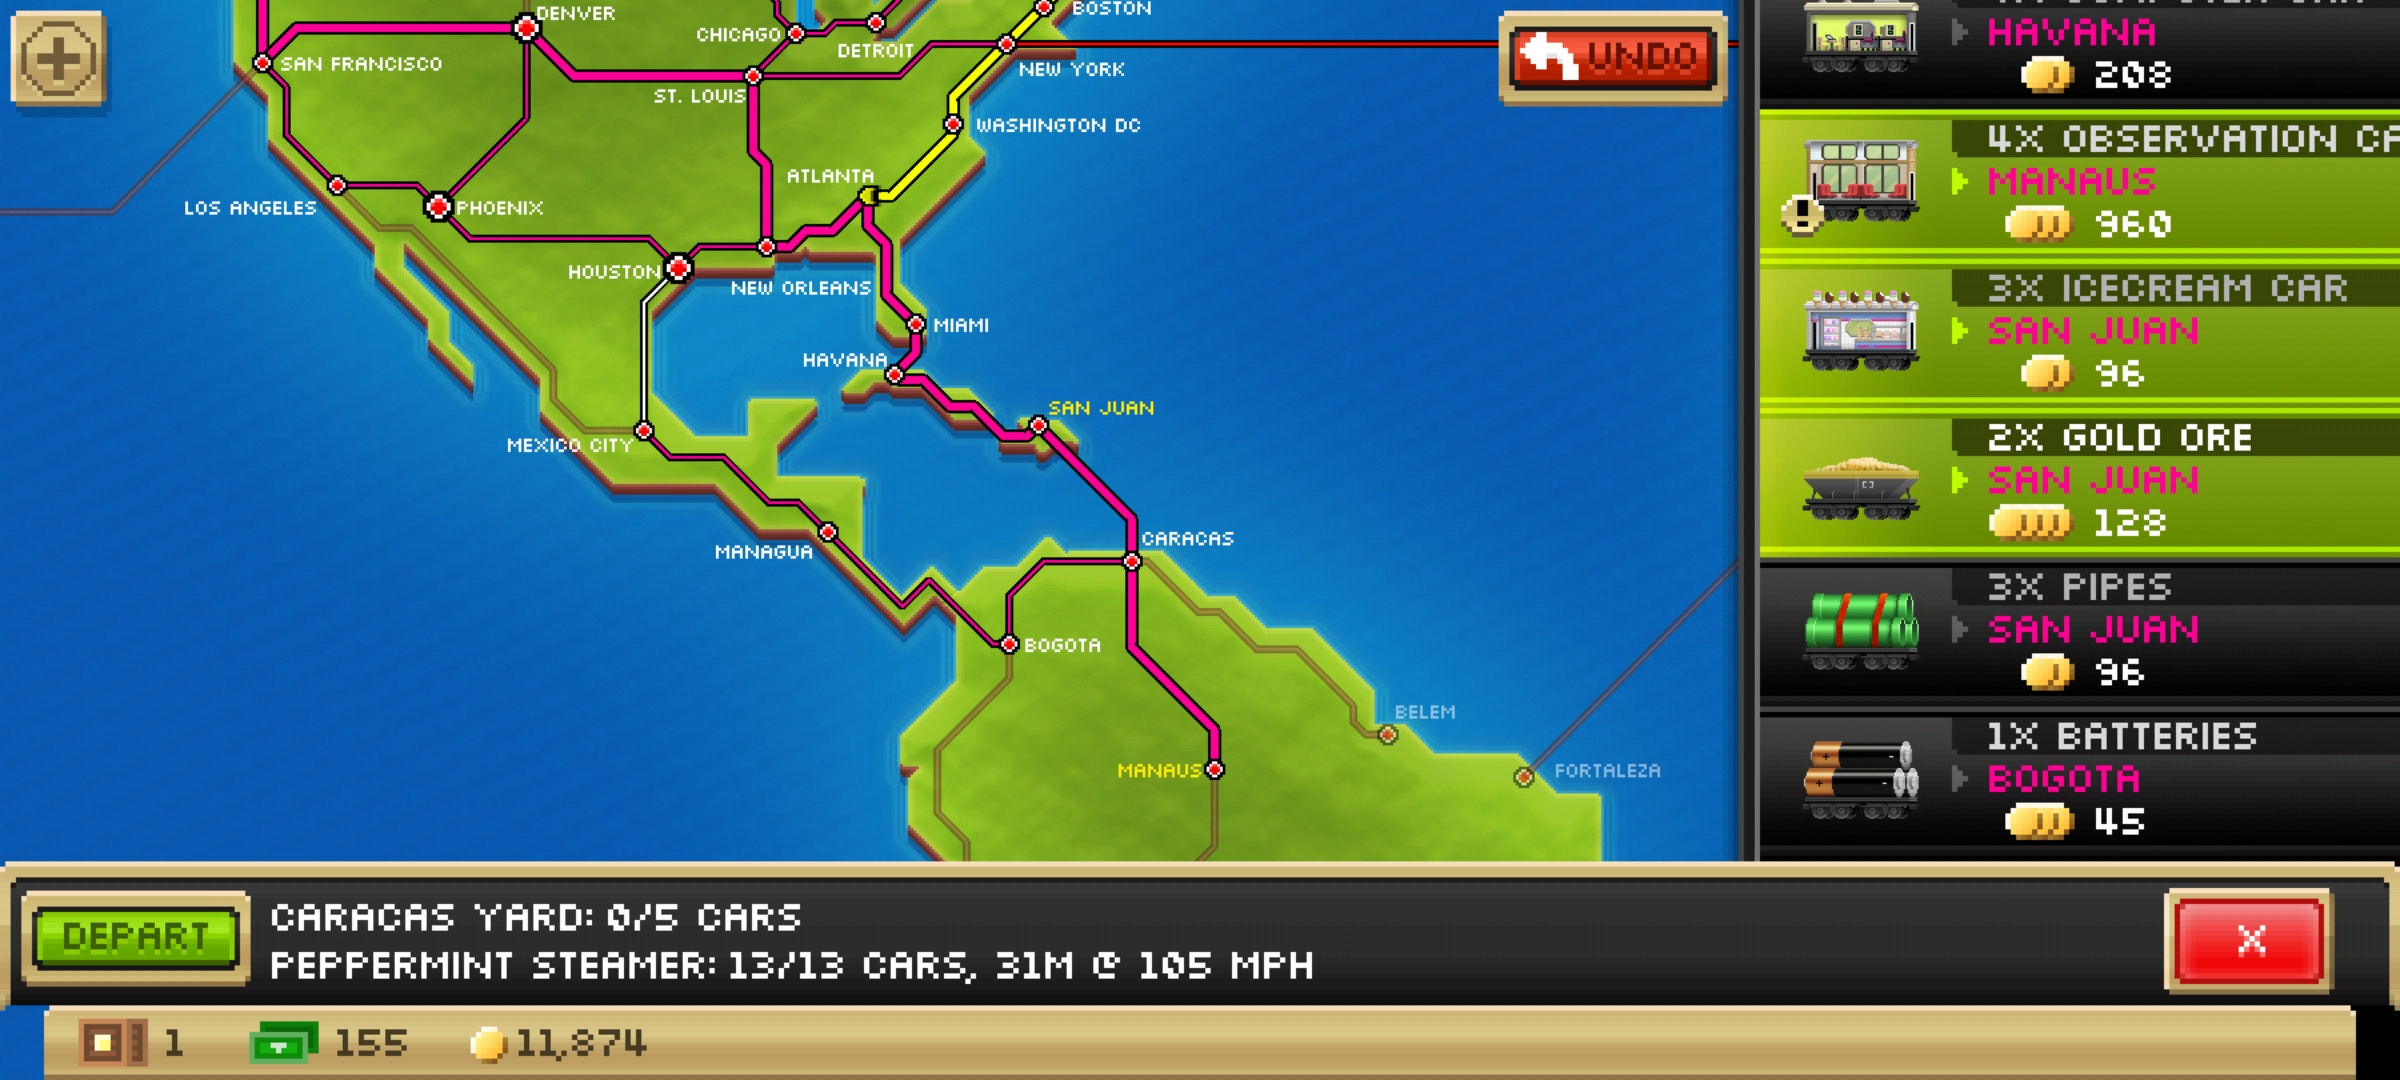 DENVER
BOSTON
CHICAGO
DETROIT
SAN FRANCISCO
NEW YORK
ST. LOUIS
WASHINGTON DC
ATLANTA
LOS ANGELES
PHOENIX
HOUSTON
NEW ORLEANS
MIAMI
HAVANA
SAN JUAN
MEXICO CITY
CARACAS
MANAGUA
BOGOTA
BELEM
MANAUS
FORTALEZA
UNDO
HAVANA
208
4X OBSERVATION CA
MANAUS
960
3X ICECREAM CAR
SAN JUAN
96
2X GOLD ORE
SAN JUAN
128
3X PIPES
SAN JUAN
96
1X BATTERIES
BOGOTA
45
DEPART
CARACAS YARD: 0/5 CARS
PEPPERMINT STEAMER: 13/13 CARS, 31M @ 105 MPH
X
1
155
11,874